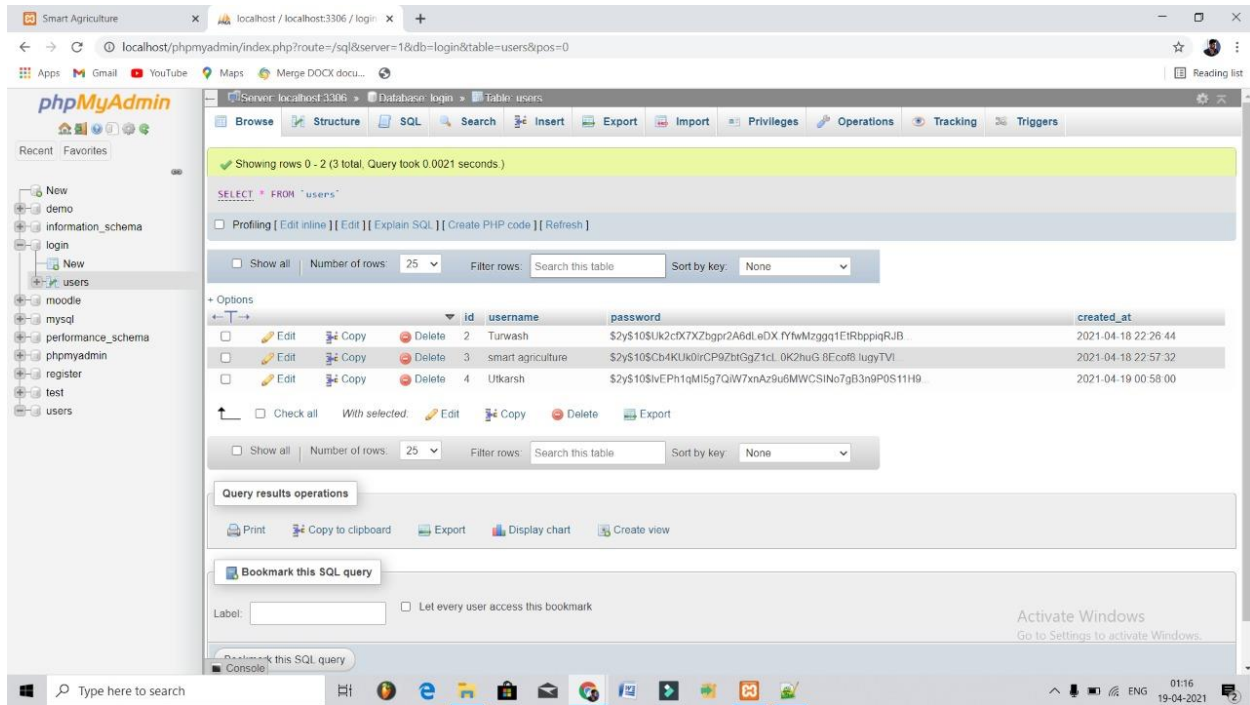 Smart Agriculture
localhost / localhost:3306 / login
localhost/phpmyadmin/index.php?route=/sql&server=1&db=login&table=users&pos=0
Apps Gmail YouTube Maps Merge DOCX docu... Reading list
phpMyAdmin
Recent Favorites
New
demo
information_schema
login
New
users
moodle
mysql
performance_schema
phpmyadmin
register
test
users
Server: localhost:3306 » Database: login » Table: users
Browse Structure SQL Search Insert Export Import Privileges Operations Tracking Triggers
Showing rows 0 - 2 (3 total, Query took 0.0021 seconds.)
SELECT * FROM `users`
Profiling [ Edit inline ] [ Edit ] [ Explain SQL ] [ Create PHP code ] [ Refresh ]
Show all Number of rows: 25 Filter rows: Search this table Sort by key: None
+ Options
id username password created_at
Edit Copy Delete 2 Turwash 2021-04-18 22:26:44
Edit Copy Delete 3 smart agriculture 2021-04-18 22:57:32
Edit Copy Delete 4 Utkarsh 2021-04-19 00:58:00
Check all With selected: Edit Copy Delete Export
Show all Number of rows: 25 Filter rows: Search this table Sort by key: None
Query results operations
Print Copy to clipboard Export Display chart Create view
Bookmark this SQL query
Label: Let every user access this bookmark
Activate Windows
Go to Settings to activate Windows.
Bookmark this SQL query
Console
Type here to search
ENG
01:16
19-04-2021
2